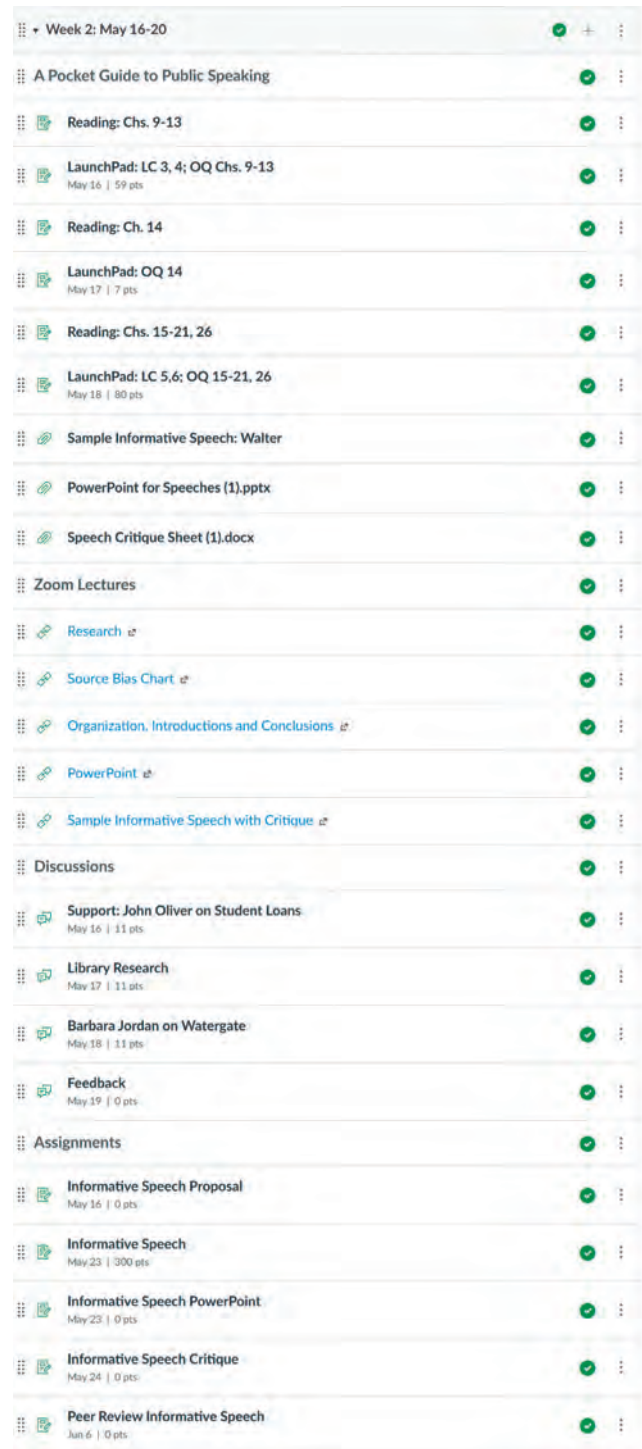 Week 2: May 16-20
A Pocket Guide to Public Speaking
Reading: Chs. 9-13
LaunchPad: LC 3, 4; OQ Chs. 9-13
May 16 | 59 pts
Reading: Ch. 14
LaunchPad: OQ 14
May 17 | 7 pts
Reading: Chs. 15-21, 26
LaunchPad: LC 5,6; OQ 15-21, 26
May 18 | 80 pts
Sample Informative Speech: Walter
PowerPoint for Speeches (1).pptx
Speech Critique Sheet (1).docx
Zoom Lectures
Research
Source Bias Chart
Organization, Introductions and Conclusions
PowerPoint
Sample Informative Speech with Critique
Discussions
Support: John Oliver on Student Loans
May 16 | 11 pts
Library Research
May 17 | 11 pts
Barbara Jordan on Watergate
May 18 | 11 pts
Feedback
May 19 | 0 pts
Assignments
Informative Speech Proposal
May 16 | 0 pts
Informative Speech
May 23 | 300 pts
Informative Speech PowerPoint
May 23 | 0 pts
Informative Speech Critique
May 24 | 0 pts
Peer Review Informative Speech
Jun 6 | 0 pts